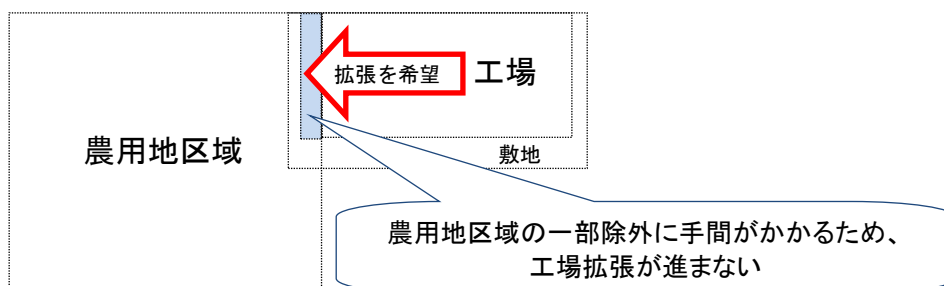 拡張を希望
工場
農用地区域
敷地
農用地区域の一部除外に手間がかかるため、
工場拡張が進まない